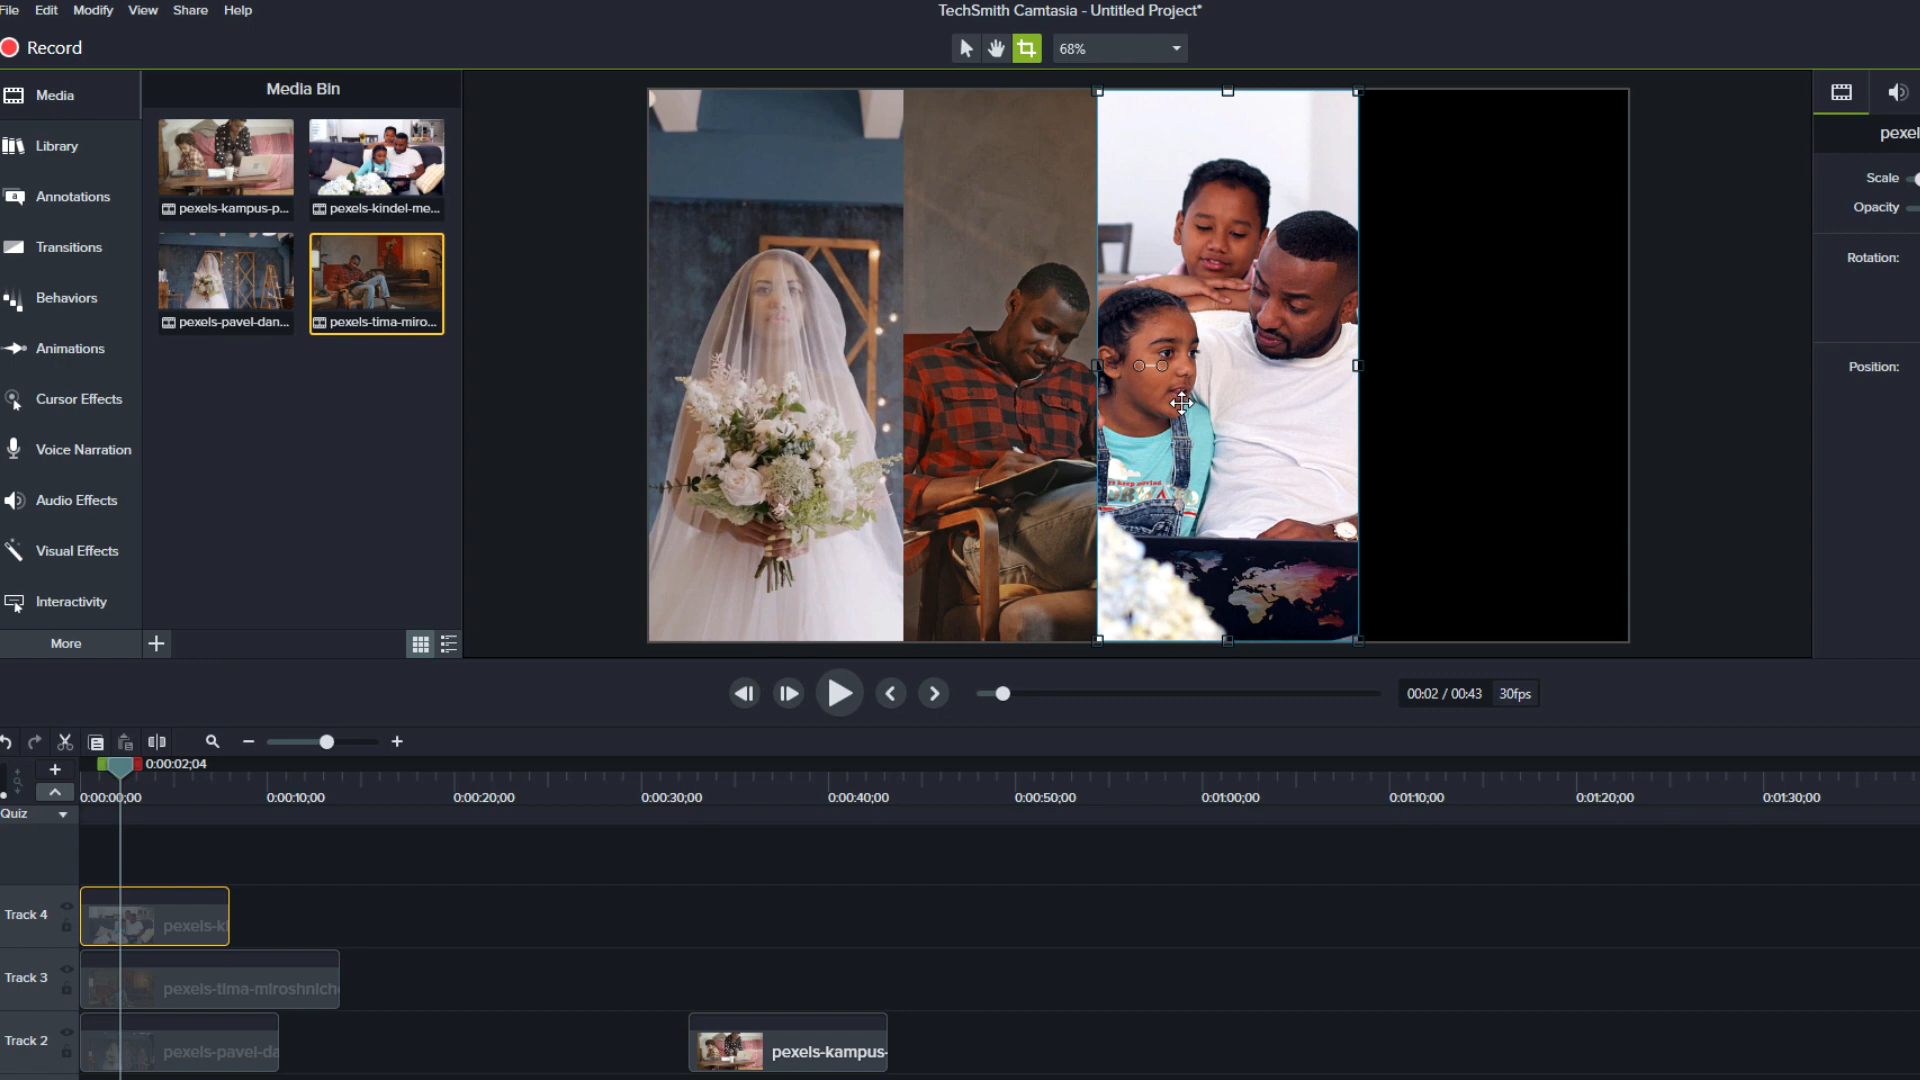 File Edit Modify View Share Help
TechSmith Camtasia - Untitled Project*
Record
68%
Media
Library
Annotations
Transitions
Behaviors
Animations
Cursor Effects
Voice Narration
Audio Effects
Visual Effects
Interactivity
More
Media Bin
pexels-kampus-p...
pexels-kindel-me...
pexels-pavel-dan...
pexels-tima-miro...
pexel
Scale
Opacity
Rotation:
Position:
00:02 / 00:43 30fps
0:00:02;04
0:00:00;00 0:00:10;00 0:00:20;00 0:00:30;00 0:00:40;00 0:00:50;00 0:01:00;00 0:01:10;00 0:01:20;00 0:01:30;00
Quiz
Track 4
pexels-ki
Track 3
pexels-tima-miroshnich
Track 2
pexels-pavel-da
pexels-kampus-